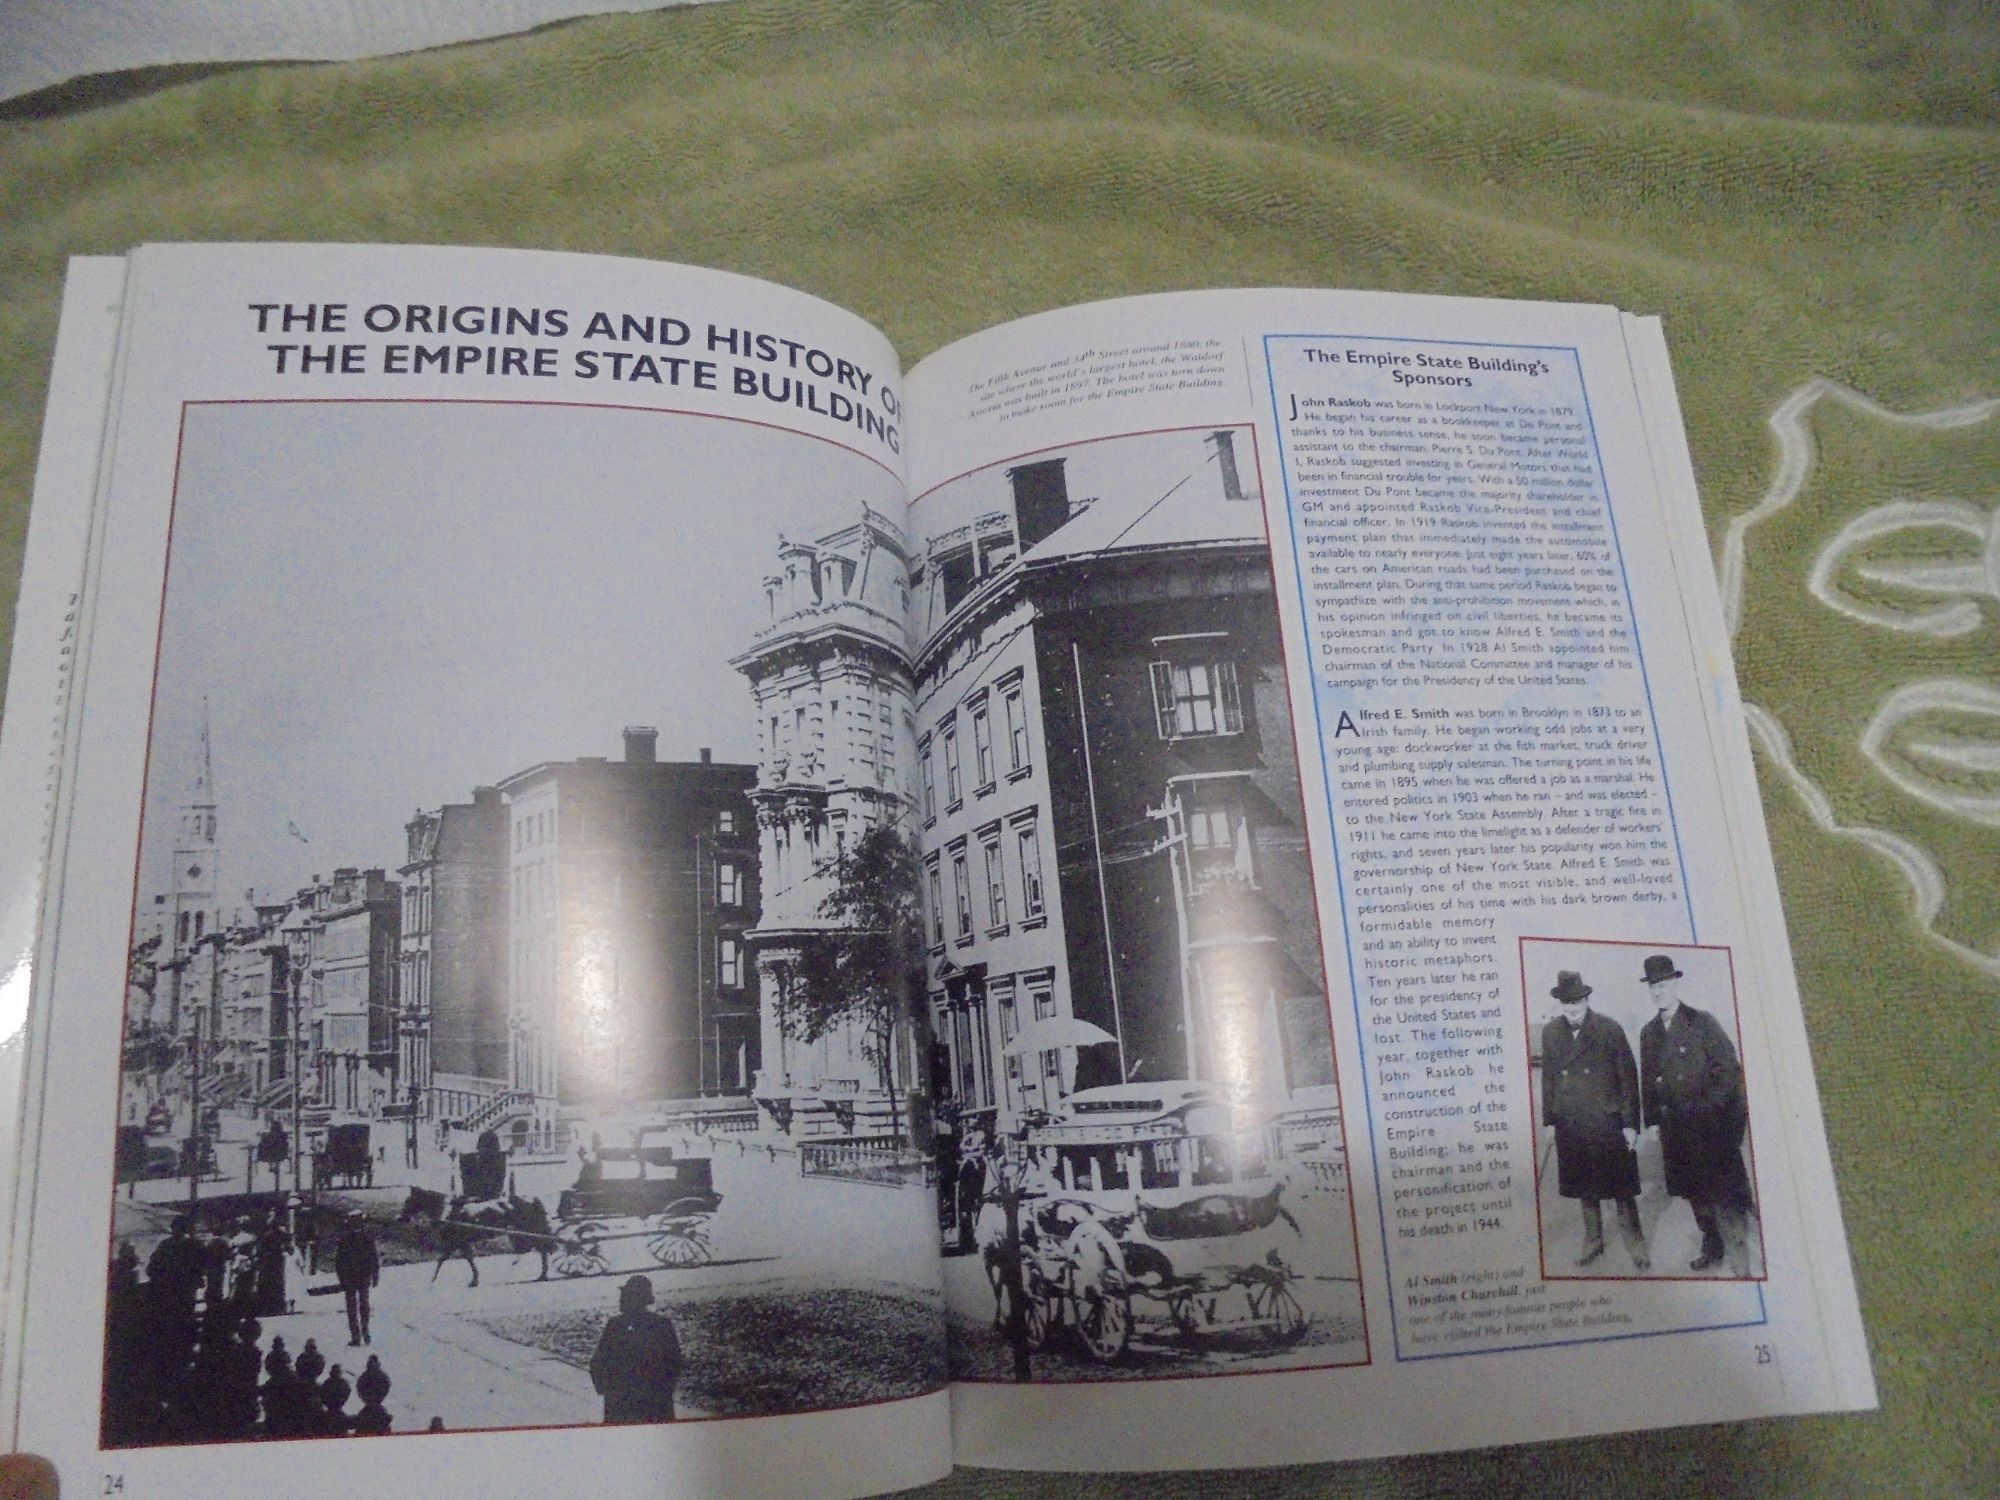 THE ORIGINS AND HISTORY OF
THE EMPIRE STATE BUILDING
24
The Fifth Avenue and 34th Street around 1880, the
site where the world's largest hotel, the Waldorf
Astoria was built in 1897. The hotel was torn down
to make room for the Empire State Building.
The Empire State Building's
Sponsors
John Raskob was born in Lockport New York in 1879.
He began his career as a bookkeeper at Du Pont and
thanks to his business sense, he soon became personal
assistant to the chairman, Pierre S. Du Pont. After World
I, Raskob suggested investing in General Motors that had
been in financial trouble for years. With a 50 million dollar
investment Du Pont became the majority shareholder in
GM and appointed Raskob Vice-President and chief
financial officer. In 1919 Raskob invented the installment
payment plan that immediately made the automobile
available to nearly everyone. Just eight years later, 60% of
the cars on American roads had been purchased on the
installment plan. During that same period Raskob began to
sympathize with the anti-prohibition movement which, in
his opinion infringed on civil liberties, he became its
spokesman and got to know Alfred E. Smith and the
Democratic Party. In 1928 Al Smith appointed him
chairman of the National Committee and manager of his
campaign for the Presidency of the United States.
Alfred E. Smith was born in Brooklyn in 1873 to an
Irish family. He began working odd jobs at a very
young age: dockworker at the fish market, truck driver
and plumbing supply salesman. The turning point in his life
came in 1895 when he was offered a job as a marshal. He
entered politics in 1903 when he ran – and was elected –
to the New York State Assembly. After a tragic fire in
1911 he came into the limelight as a defender of workers'
rights, and seven years later his popularity won him the
governorship of New York State. Alfred E. Smith was
certainly one of the most visible, and well-loved
personalities of his time with his dark brown derby, a
formidable memory
and an ability to invent
historic metaphors.
Ten years later he ran
for the presidency of
the United States and
lost. The following
year, together with
John Raskob he
announced the
construction of the
Empire State
Building; he was
chairman and the
personification of
the project until
his death in 1944.
Al Smith (right) and
Winston Churchill, just
one of the many famous people who
have visited the Empire State Building.
25